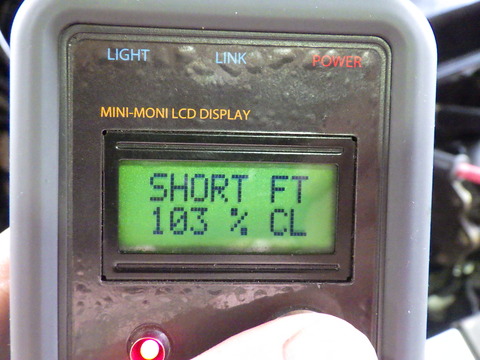 LIGHT LINK POWER
MINI-MONI LCD DISPLAY
SHORT FT
103 % CL